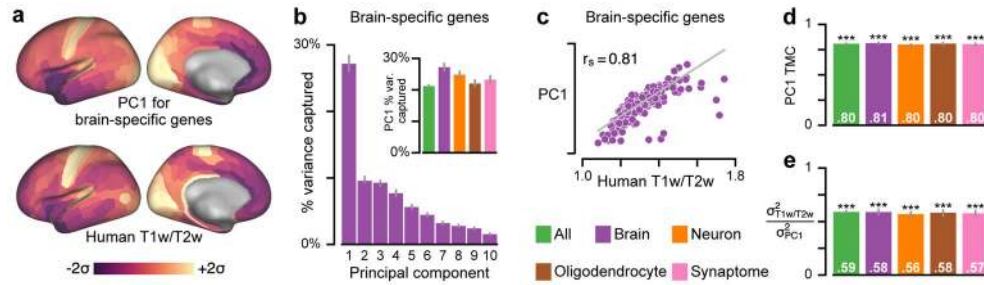 a
PC1 for
brain-specific genes
Human T1w/T2w
-2σ
+2σ
b
Brain-specific genes
30%
% variance captured
0%
1 2 3 4 5 6 7 8 9 10
Principal component
30%
PC1 % var.
captured
0%
c
Brain-specific genes
rs = 0.81
PC1
1.0
1.8
Human T1w/T2w
All
Brain
Neuron
Oligodendrocyte
Synaptome
d
1
PC1 TMC
0
*** *** *** *** ***
.80 .81 .80 .80 .80
e
1
σ²T1w/T2w
σ²PC1
0
*** *** *** *** ***
.59 .58 .56 .58 .57